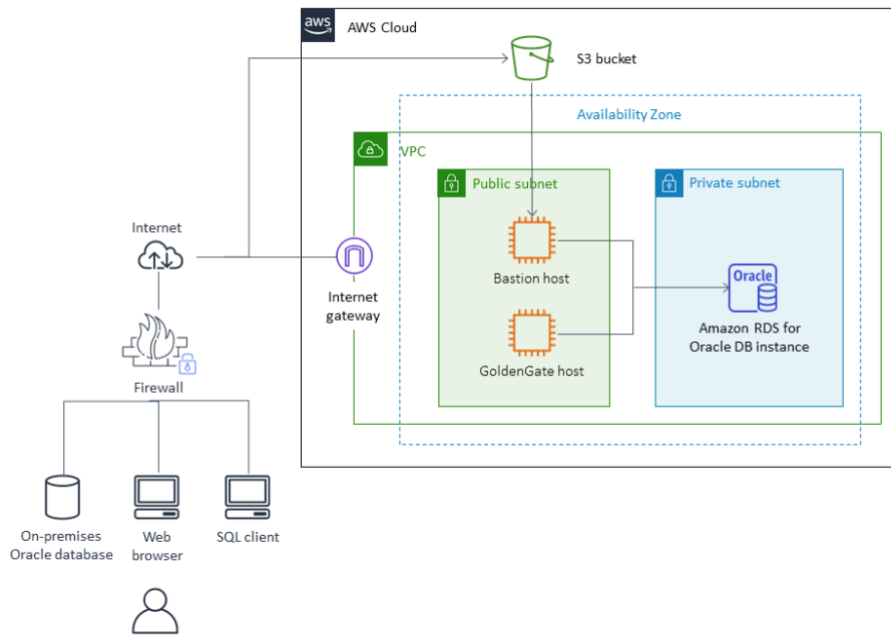 aws
AWS Cloud
S3 bucket
Availability Zone
VPC
Public subnet
Private subnet
Internet
Bastion host
Oracle
Internet
gateway
Amazon RDS for
Oracle DB instance
GoldenGate host
Firewall
On-premises
Oracle database
Web
browser
SQL client